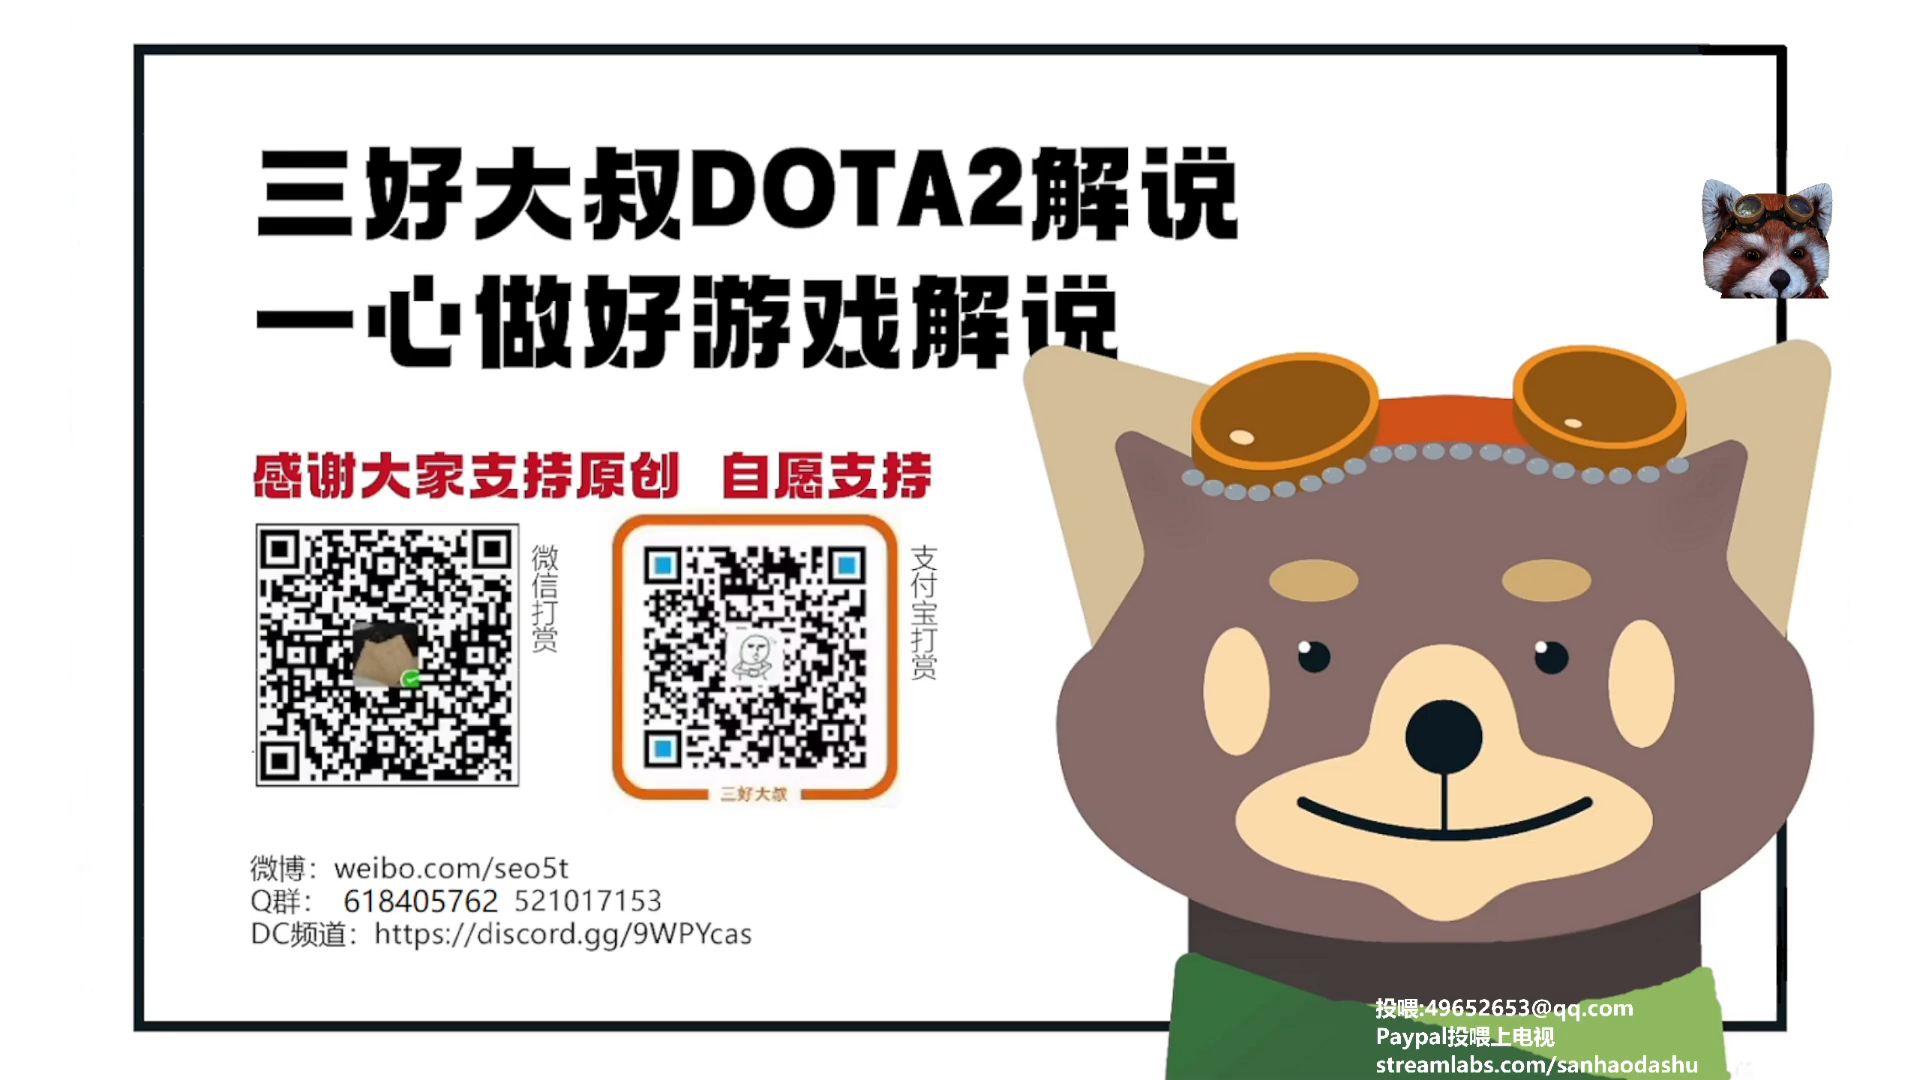 三好大叔DOTA2解说
一心做好游戏解说
感谢大家支持原创 自愿支持
微信打赏
支付宝打赏
三好大叔
微博：weibo.com/seo5t
Q群： 618405762 521017153
DC频道：https://discord.gg/9WPYcas
投喂:49652653@qq.com
Paypal投喂上电视
streamlabs.com/sanhaodashu